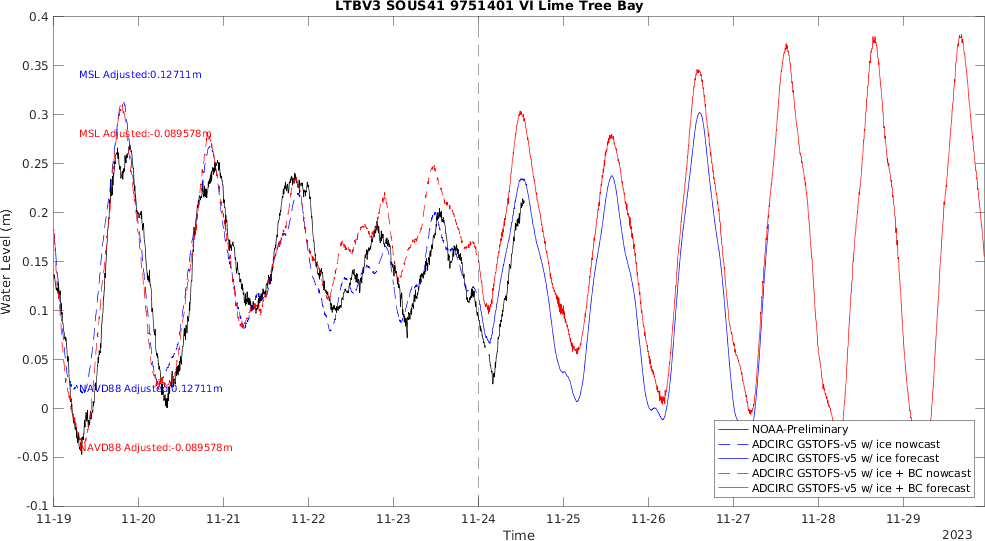 LTBV3 SOUS41 9751401 VI Lime Tree Bay
0.4
0.35
0.3
0.25
0.2
0.15
0.1
0.05
0
-0.05
-0.1
Water Level (m)
MSL Adjusted:0.12711m
MSL Adjusted:-0.089578m
NAVD88 Adjusted:0.12711m
NAVD88 Adjusted:-0.089578m
NOAA-Preliminary
ADCIRC GSTOFS-v5 w/ ice nowcast
ADCIRC GSTOFS-v5 w/ ice forecast
ADCIRC GSTOFS-v5 w/ ice + BC nowcast
ADCIRC GSTOFS-v5 w/ ice + BC forecast
11-19 11-20 11-21 11-22 11-23 11-24 11-25 11-26 11-27 11-28 11-29
Time
2023